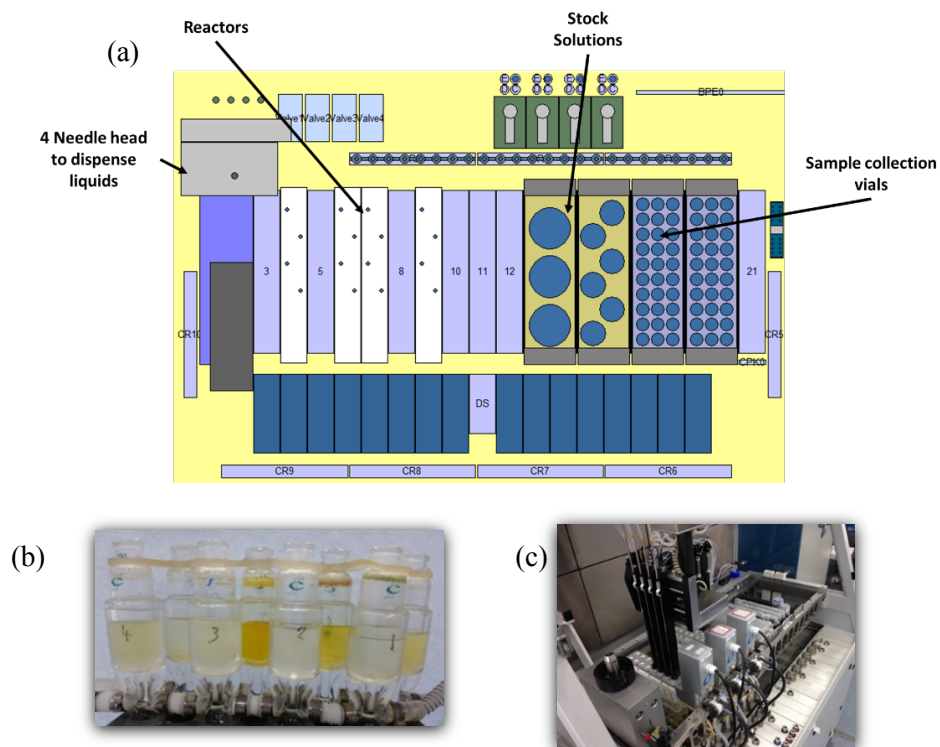 (a)
Reactors
Stock
Solutions
4 Needle head
to dispense
liquids
Sample collection
vials
Valve1
Valve2
Valve3
Valve4
E
E
E
E
D C
D C
D C
D C
BPE0
3
5
8
10
11
12
21
CR10
CR5
CPK0
DS
CR9
CR8
CR7
CR6
(b)
4
3
2
1
(c)